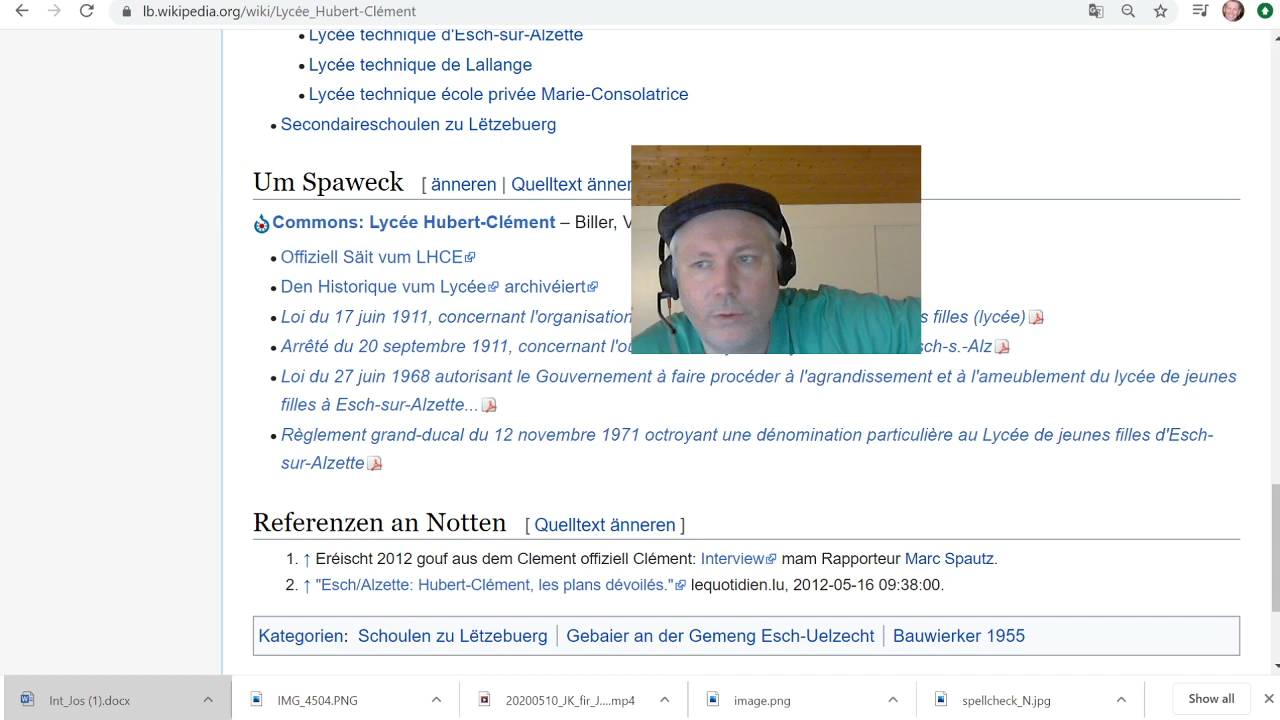 lb.wikipedia.org/wiki/Lycée_Hubert-Clément
• Lycée technique d'Esch-sur-Alzette
• Lycée technique de Lallange
• Lycée technique école privée Marie-Consolatrice
• Secondaireschoulen zu Lëtzebuerg
Um Spaweck [ änneren | Quelltext änner
Commons: Lycée Hubert-Clément – Biller, V
• Offiziell Säit vum LHCE
• Den Historique vum Lycée archivéiert
• Loi du 17 juin 1911, concernant l'organisation s filles (lycée)
• Arrêté du 20 septembre 1911, concernant l'ou sch-s.-Alz
• Loi du 27 juin 1968 autorisant le Gouvernement à faire procéder à l'agrandissement et à l'ameublement du lycée de jeunes
filles à Esch-sur-Alzette...
• Règlement grand-ducal du 12 novembre 1971 octroyant une dénomination particulière au Lycée de jeunes filles d'Esch-
sur-Alzette
Referenzen an Notten [ Quelltext änneren ]
1. ↑ Eréischt 2012 gouf aus dem Clement offiziell Clément: Interview mam Rapporteur Marc Spautz.
2. ↑ "Esch/Alzette: Hubert-Clément, les plans dévoilés." lequotidien.lu, 2012-05-16 09:38:00.
Kategorien: Schoulen zu Lëtzebuerg | Gebaier an der Gemeng Esch-Uelzecht | Bauwierker 1955
Int_Jos (1).docx IMG_4504.PNG 20200510_JK_fir_J....mp4 image.png spellcheck_N.jpg Show all